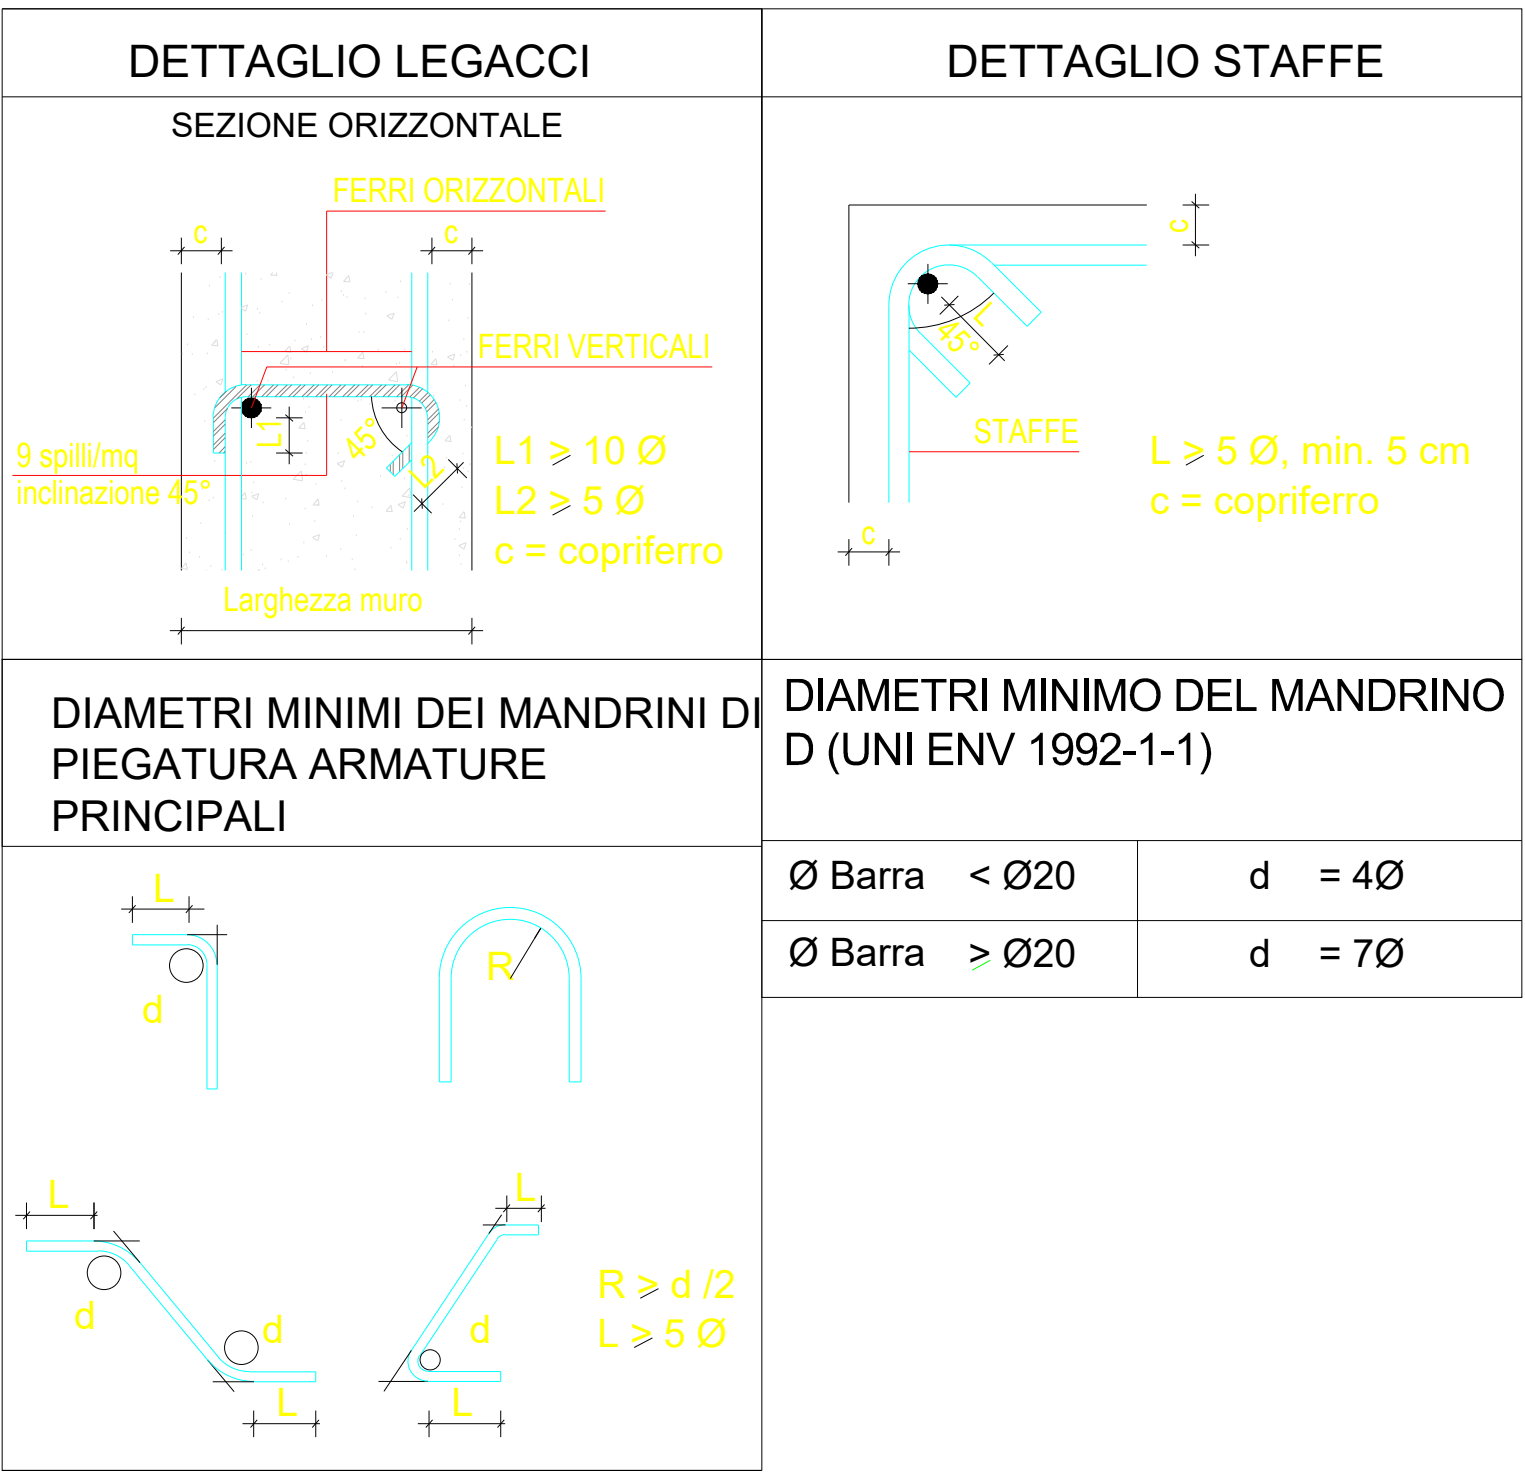 DETTAGLIO LEGACCI
SEZIONE ORIZZONTALE
FERRI ORIZZONTALI
c
c
FERRI VERTICALI
L1
45°
L2
9 spilli/mq
inclinazione 45°
L1 ≥ 10 Ø
L2 ≥ 5 Ø
c = copriferro
Larghezza muro
DETTAGLIO STAFFE
c
L
45°
STAFFE
L ≥ 5 Ø, min. 5 cm
c = copriferro
c
DIAMETRI MINIMI DEI MANDRINI DI
PIEGATURA ARMATURE
PRINCIPALI
L
d
R
L
d
d
L
L
d
L
R ≥ d /2
L ≥ 5 Ø
DIAMETRI MINIMO DEL MANDRINO
D (UNI ENV 1992-1-1)
Ø Barra < Ø20 d = 4Ø
Ø Barra ≥ Ø20 d = 7Ø